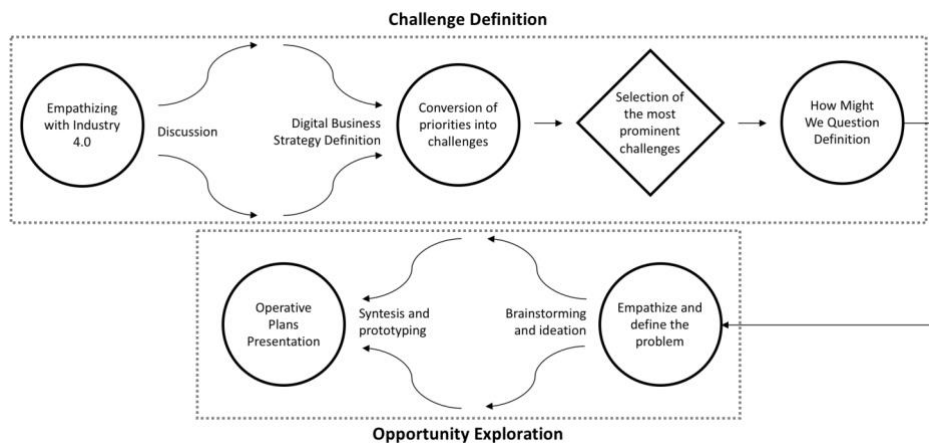 Challenge Definition
Empathizing
with Industry
4.0
Discussion
Digital Business
Strategy Definition
Conversion of
priorities into
challenges
Selection of
the most
prominent
challenges
How Might
We Question
Definition
Operative
Plans
Presentation
Syntesis and
prototyping
Brainstorming
and ideation
Empathize and
define the
problem
Opportunity Exploration